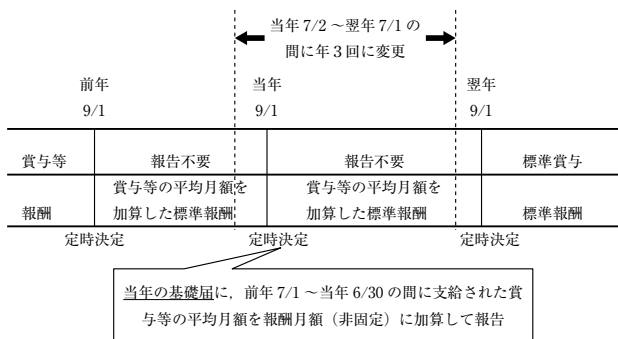 当年 7/2 ～翌年 7/1 の
間に年 3 回に変更
前年 当年 翌年
9/1 9/1 9/1
賞与等 報告不要 報告不要 標準賞与
賞与等の平均月額を 賞与等の平均月額を
報酬 加算した標準報酬 加算した標準報酬 標準報酬
定時決定 定時決定 定時決定
当年の基礎届に，前年 7/1 ～当年 6/30 の間に支給された賞
与等の平均月額を報酬月額（非固定）に加算して報告